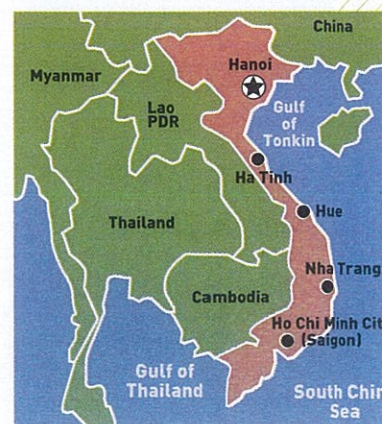 China
Hanoi
Myanmar
Lao
PDR
Gulf
of
Tonkin
Ha Tinh
Hue
Thailand
Nha Trang
Cambodia
Ho Chi Minh Cit
(Saigon)
Gulf of
Thailand
South Chin
Sea